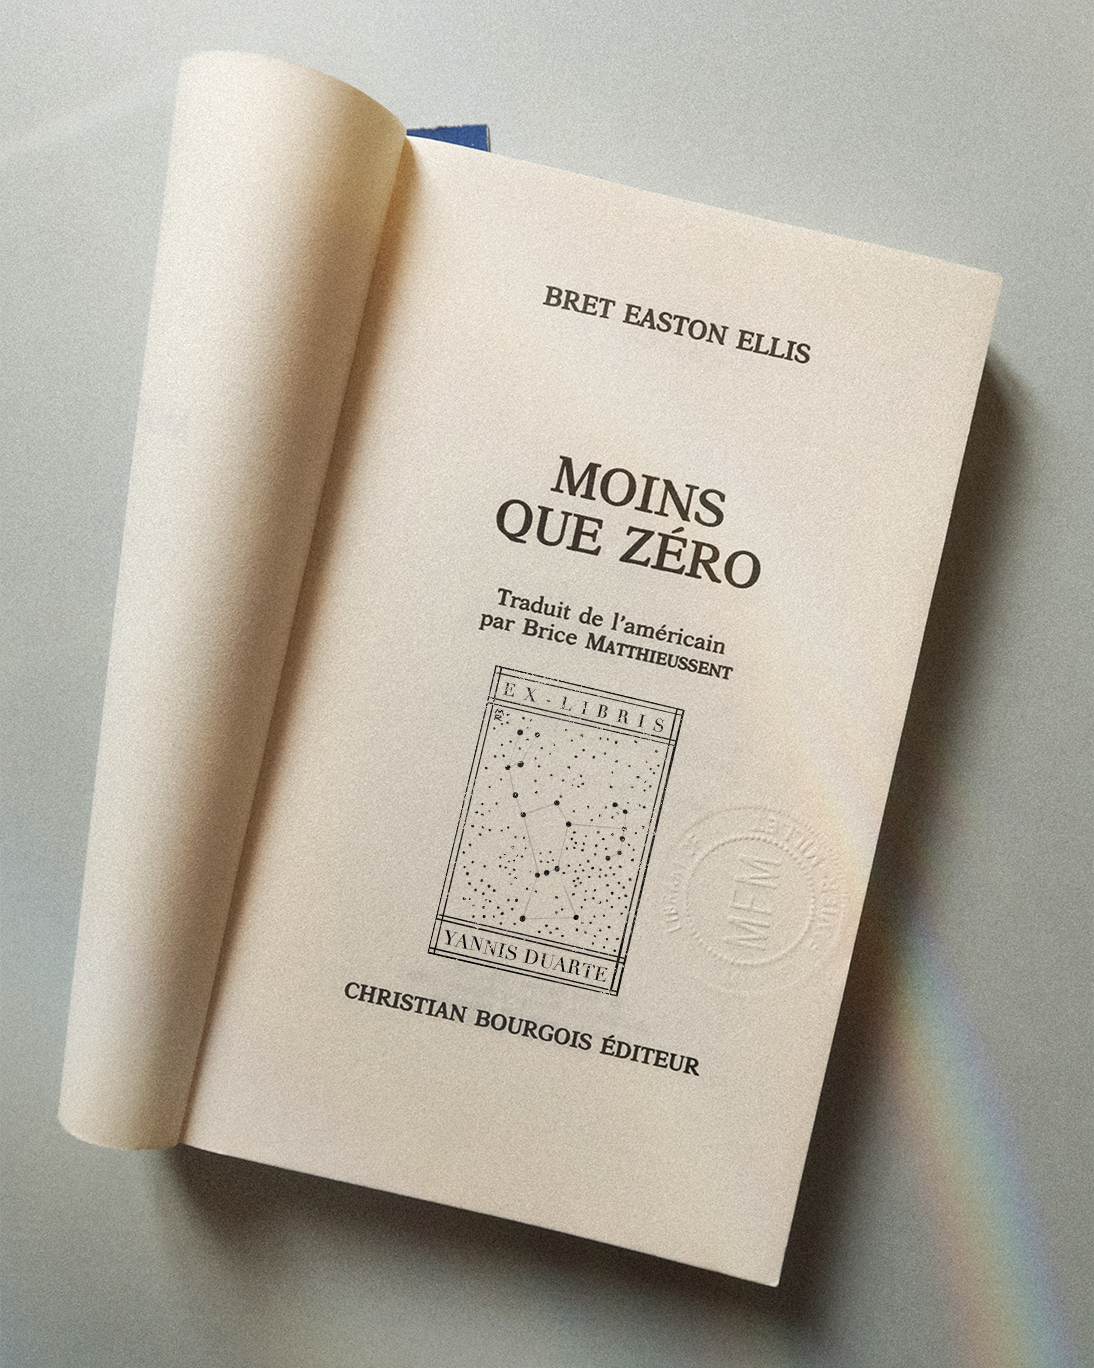 BRET EASTON ELLIS
MOINS
QUE ZÉRO
Traduit de l'américain
par Brice MATTHIEUSSENT
EX-LIBRIS
YANNIS DUARTE
MFM
CHRISTIAN BOURGOIS ÉDITEUR